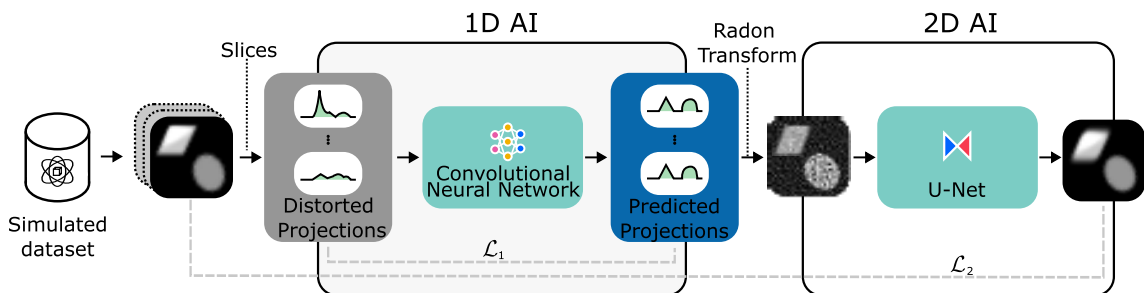 1D AI
2D AI
Slices
Radon
Transform
Simulated
dataset
Distorted
Projections
Convolutional
Neural Network
Predicted
Projections
U-Net
ℒ₁
ℒ₂